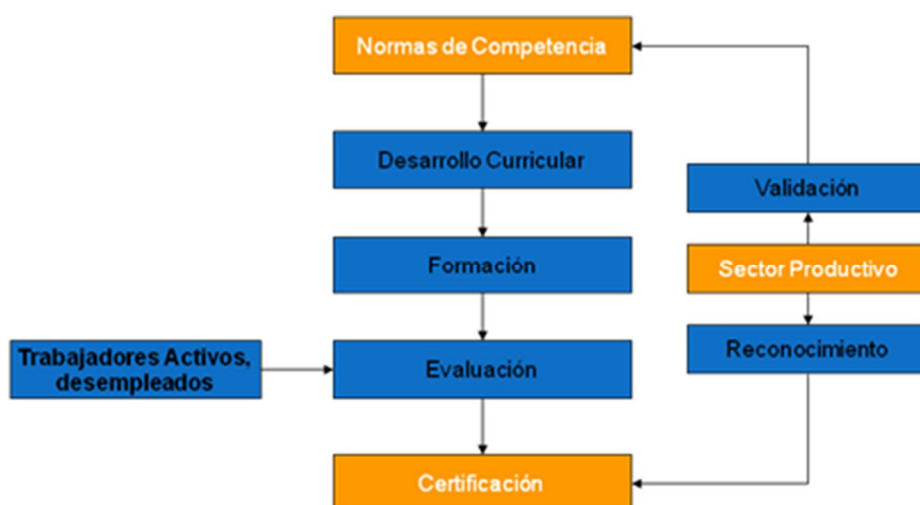 Normas de Competencia
Desarrollo Curricular
Validación
Formación
Sector Productivo
Trabajadores Activos,
desempleados
Evaluación
Reconocimiento
Certificación